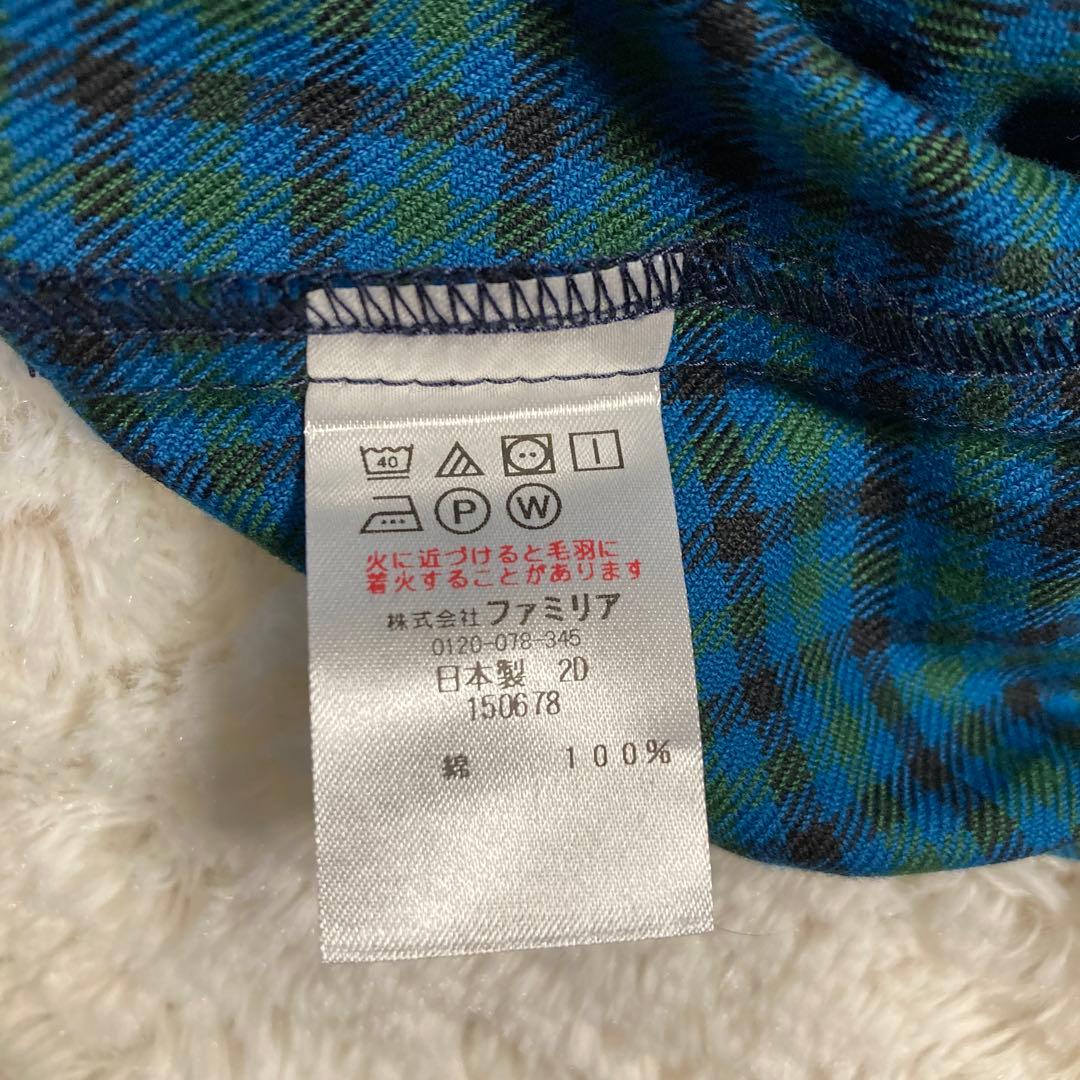 40
P W
火に近づけると毛羽に
着火することがあります
株式会社ファミリア
0120-078-345
日本製 2D
150678
綿 100%